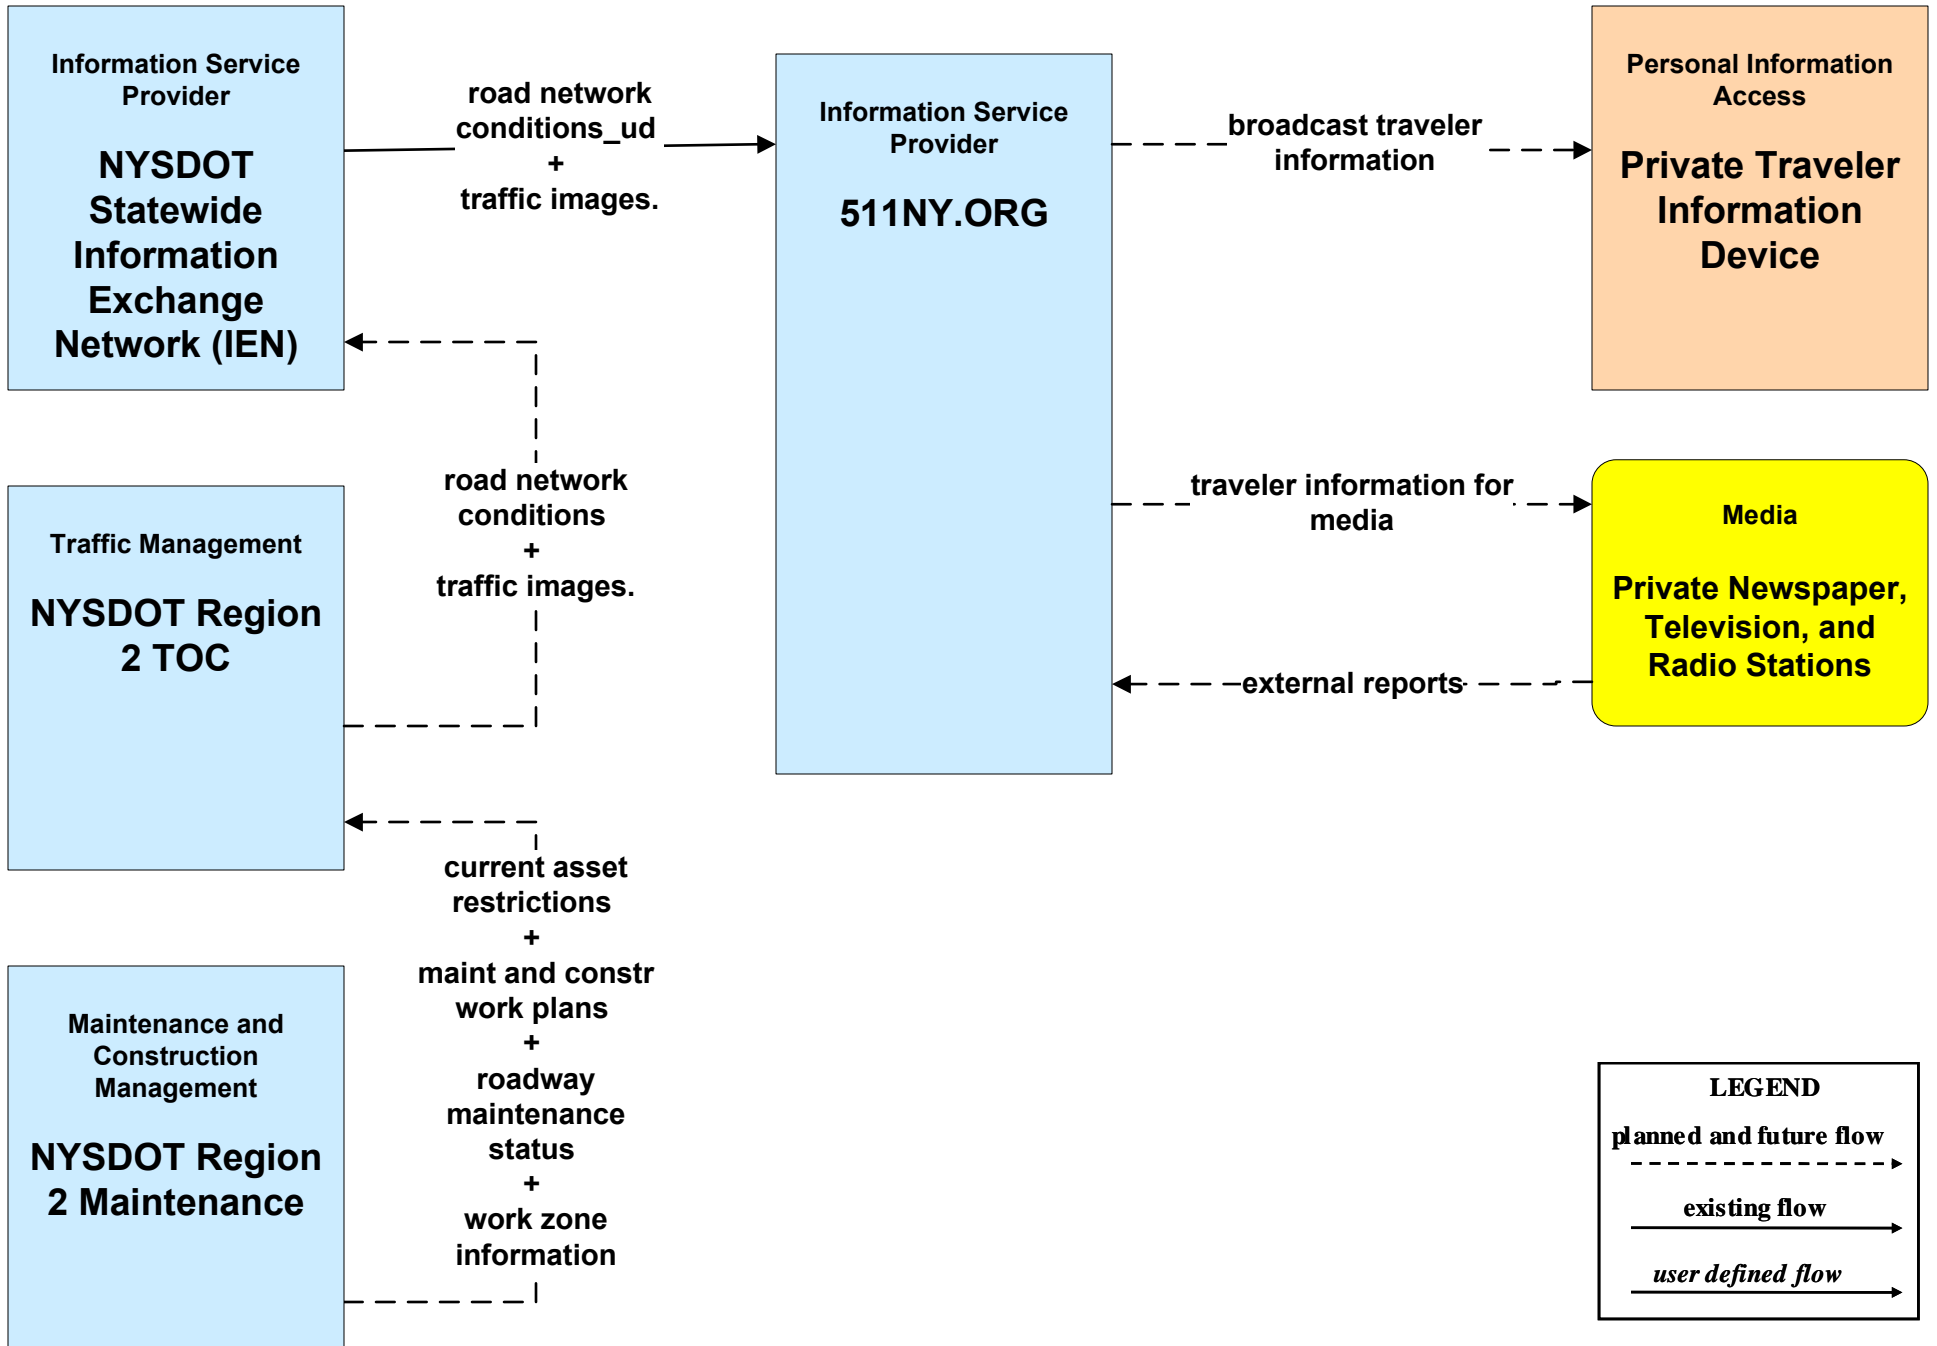 Information Service
Provider
NYSDOT
Statewide
Information
Exchange
Network (IEN)
road network
conditions_ud
+
traffic images.
Information Service
Provider
511NY.ORG
broadcast traveler
information
Personal Information
Access
Private Traveler
Information
Device
road network
conditions
+
traffic images.
Traffic Management
NYSDOT Region
2 TOC
traveler information for
media
Media
Private Newspaper,
Television, and
Radio Stations
external reports
current asset
restrictions
+
maint and constr
work plans
+
roadway
maintenance
status
+
work zone
information
Maintenance and
Construction
Management
NYSDOT Region
2 Maintenance
LEGEND
planned and future flow
existing flow
user defined flow